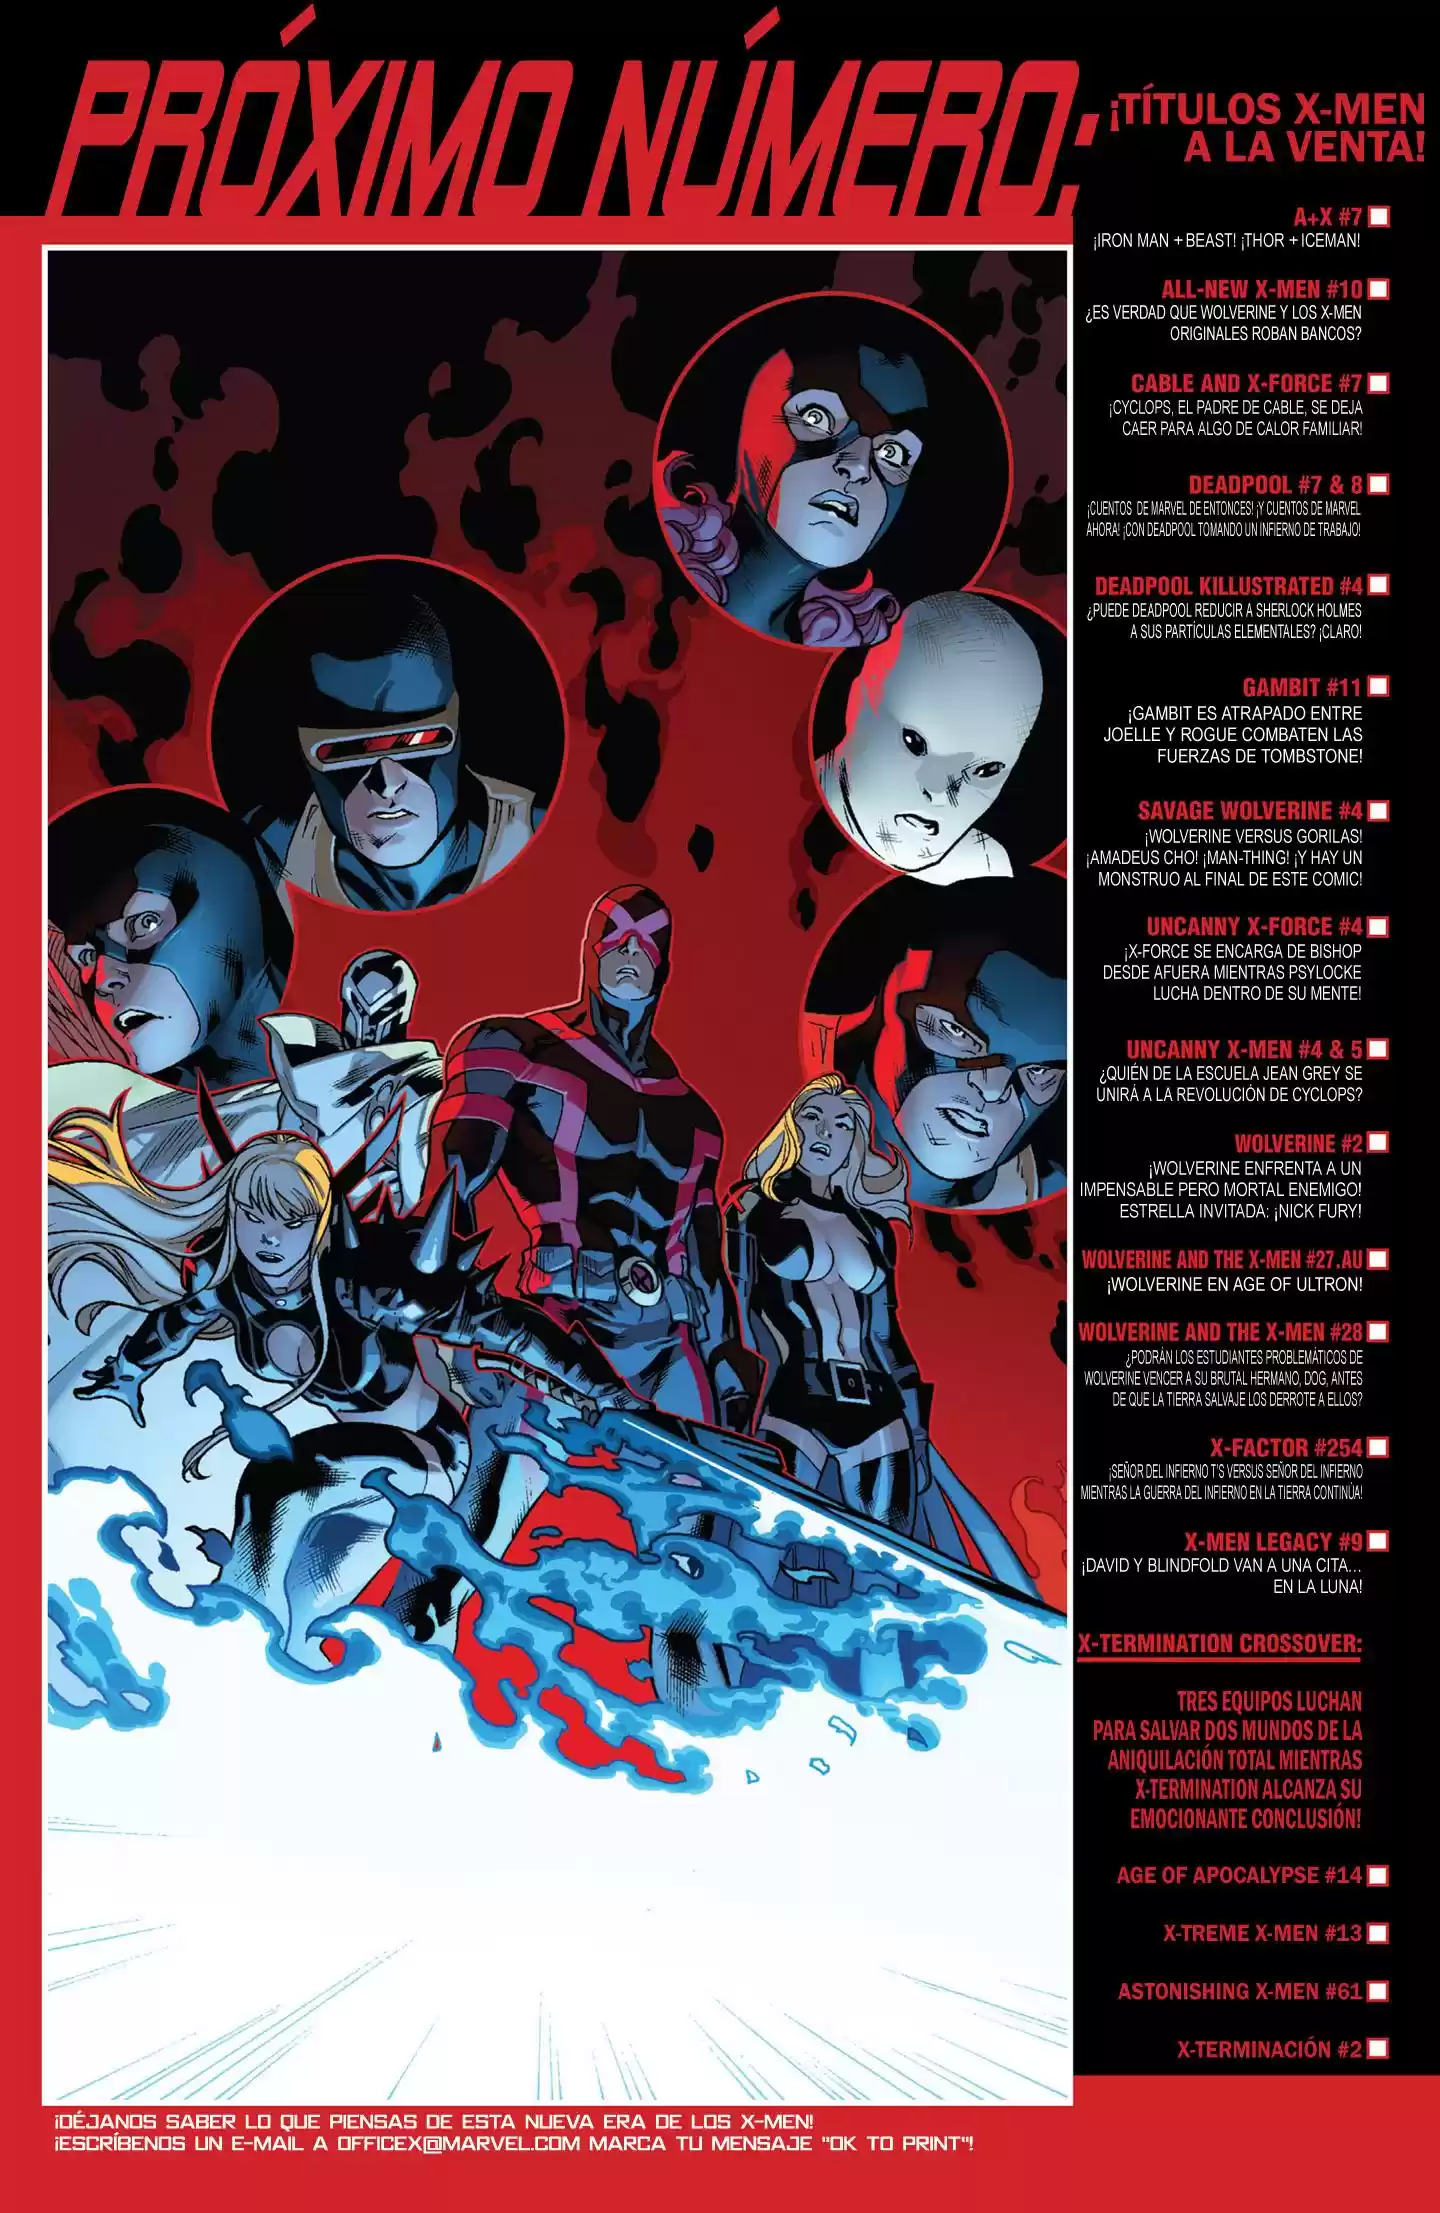 PRÓXIMO NÚMERO:
¡TÍTULOS X-MEN
A LA VENTA!
A+X #7
¡IRON MAN + BEAST! ¡THOR + ICEMAN!
ALL-NEW X-MEN #10
¿ES VERDAD QUE WOLVERINE Y LOS X-MEN
ORIGINALES ROBAN BANCOS?
CABLE AND X-FORCE #7
¡CYCLOPS, EL PADRE DE CABLE, SE DEJA
CAER PARA ALGO DE CALOR FAMILIAR!
DEADPOOL #7 & 8
¡CUENTOS DE MARVEL DE ENTONCES! ¡Y CUENTOS DE MARVEL
AHORA! ¡CON DEADPOOL TOMANDO UN INFIERNO DE TRABAJO!
DEADPOOL KILLUSTRATED #4
¿PUEDE DEADPOOL REDUCIR A SHERLOCK HOLMES
A SUS PARTÍCULAS ELEMENTALES? ¡CLARO!
GAMBIT #11
¡GAMBIT ES ATRAPADO ENTRE
JOELLE Y ROGUE COMBATEN LAS
FUERZAS DE TOMBSTONE!
SAVAGE WOLVERINE #4
¡WOLVERINE VERSUS GORILAS!
¡AMADEUS CHO! ¡MAN-THING! ¡Y HAY UN
MONSTRUO AL FINAL DE ESTE COMIC!
UNCANNY X-FORCE #4
¡X-FORCE SE ENCARGA DE BISHOP
DESDE AFUERA MIENTRAS PSYLOCKE
LUCHA DENTRO DE SU MENTE!
UNCANNY X-MEN #4 & 5
¿QUIÉN DE LA ESCUELA JEAN GREY SE
UNIRÁ A LA REVOLUCIÓN DE CYCLOPS?
WOLVERINE #2
¡WOLVERINE ENFRENTA A UN
IMPENSABLE PERO MORTAL ENEMIGO!
ESTRELLA INVITADA: ¡NICK FURY!
WOLVERINE AND THE X-MEN #27.AU
¡WOLVERINE EN AGE OF ULTRON!
WOLVERINE AND THE X-MEN #28
¿PODRÁN LOS ESTUDIANTES PROBLEMÁTICOS DE
WOLVERINE VENCER A SU BRUTAL HERMANO, DOG, ANTES
DE QUE LA TIERRA SALVAJE LOS DERROTE A ELLOS?
X-FACTOR #254
¡SEÑOR DEL INFIERNO T'S VERSUS SEÑOR DEL INFIERNO
MIENTRAS LA GUERRA DEL INFIERNO EN LA TIERRA CONTINÚA!
X-MEN LEGACY #9
¡DAVID Y BLINDFOLD VAN A UNA CITA...
EN LA LUNA!
X-TERMINATION CROSSOVER:
TRES EQUIPOS LUCHAN
PARA SALVAR DOS MUNDOS DE LA
ANIQUILACIÓN TOTAL MIENTRAS
X-TERMINATION ALCANZA SU
EMOCIONANTE CONCLUSIÓN!
AGE OF APOCALYPSE #14
X-TREME X-MEN #13
ASTONISHING X-MEN #61
X-TERMINACIÓN #2
¡DÉJANOS SABER LO QUE PIENSAS DE ESTA NUEVA ERA DE LOS X-MEN!
¡ESCRÍBENOS UN E-MAIL A OFFICEX@MARVEL.COM MARCA TU MENSAJE "OK TO PRINT"!